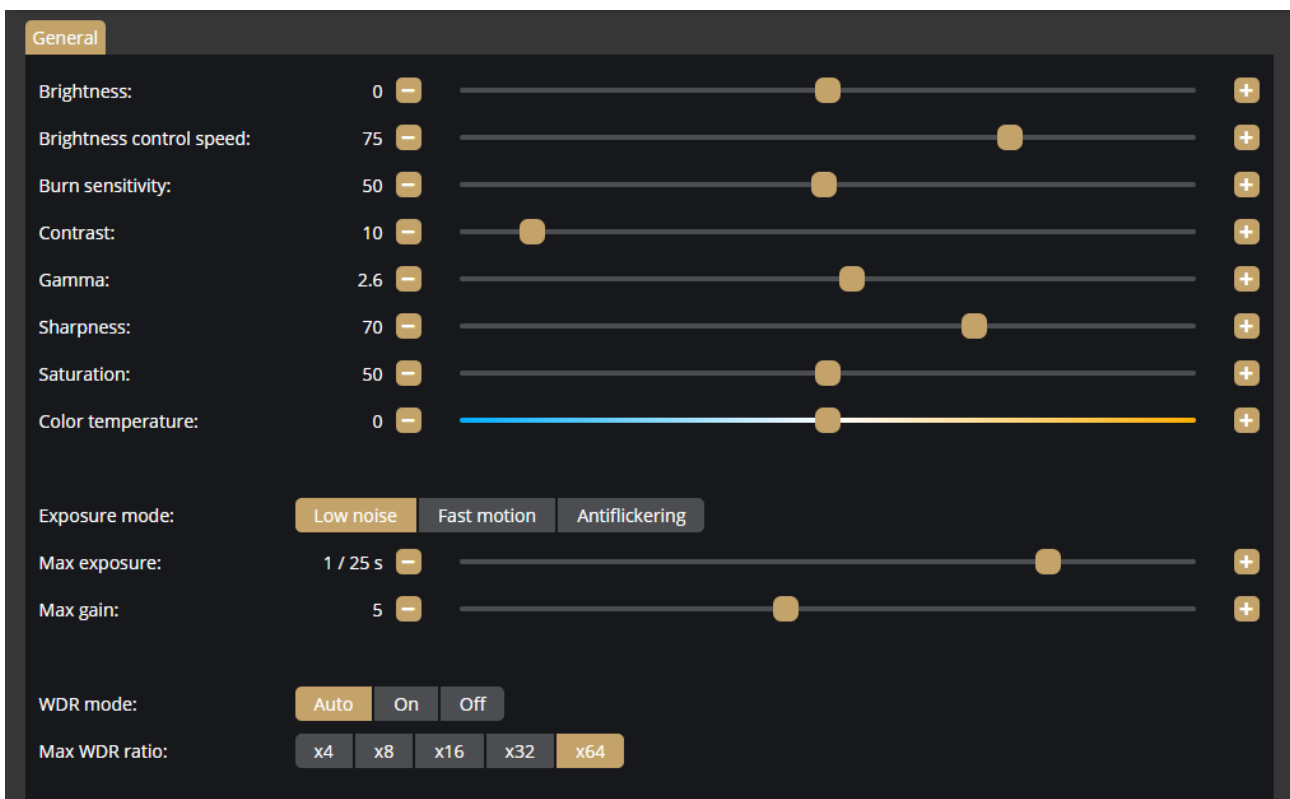 General
Brightness: 0
Brightness control speed: 75
Burn sensitivity: 50
Contrast: 10
Gamma: 2.6
Sharpness: 70
Saturation: 50
Color temperature: 0
Exposure mode: Low noise Fast motion Antiflickering
Max exposure: 1 / 25 s
Max gain: 5
WDR mode: Auto On Off
Max WDR ratio: x4 x8 x16 x32 x64